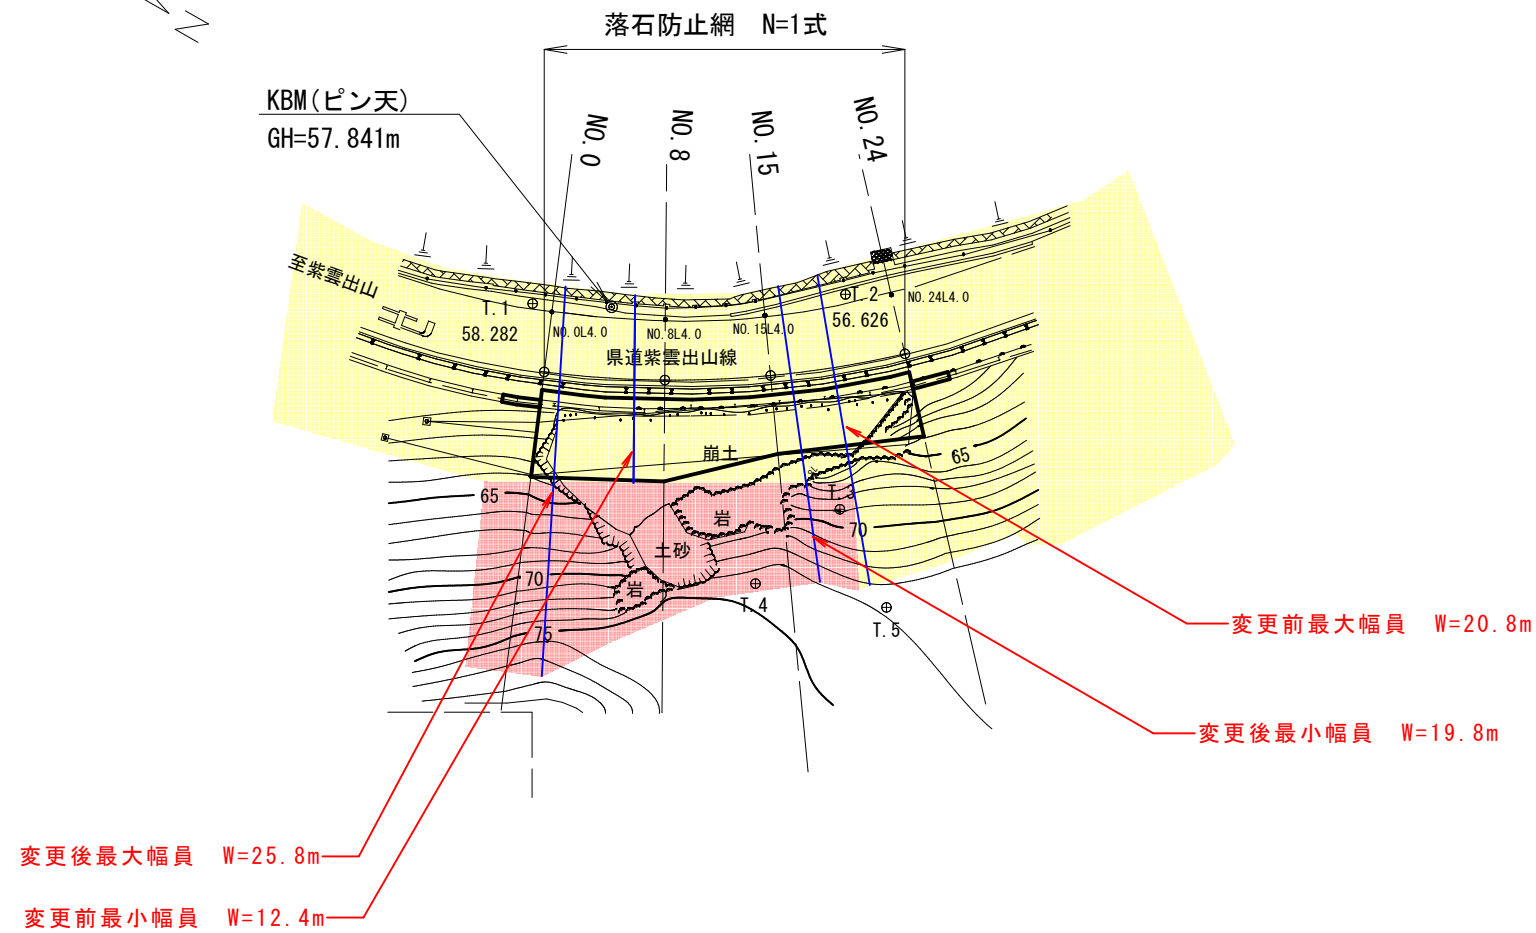 落石防止網　N=1式
KBM(ピン天)
GH=57.841m
NO.0
NO.8
NO.15
NO.24
至紫雲出山
T.1
58.282
NO.0L4.0
NO.8L4.0
NO.15L4.0
T.2
56.626
NO.24L4.0
県道紫雲出山線
崩土
65
65
T.3
岩
70
土砂
70
岩
T.4
T.5
75
変更前最大幅員　W=20.8m
変更後最小幅員　W=19.8m
変更後最大幅員　W=25.8m
変更前最小幅員　W=12.4m